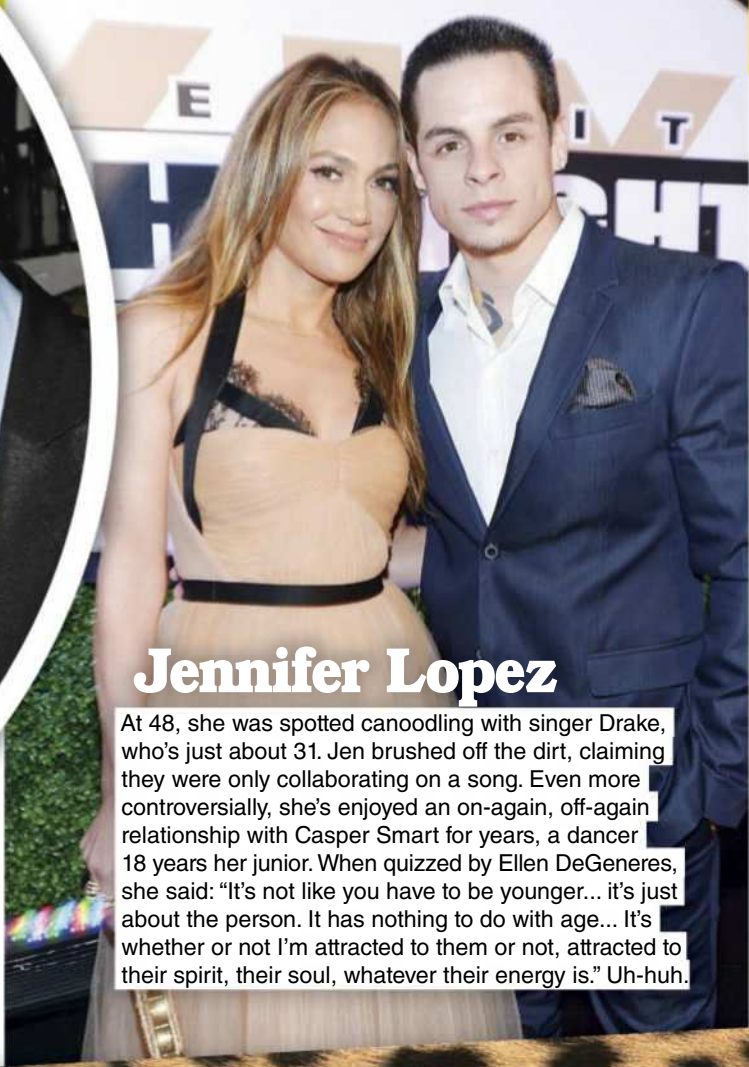 E
IT
H
GHT
Jennifer Lopez
At 48, she was spotted canoodling with singer Drake,
who’s just about 31. Jen brushed off the dirt, claiming
they were only collaborating on a song. Even more
controversially, she’s enjoyed an on-again, off-again
relationship with Casper Smart for years, a dancer
18 years her junior. When quizzed by Ellen DeGeneres,
she said: “It’s not like you have to be younger... it’s just
about the person. It has nothing to do with age... It’s
whether or not I’m attracted to them or not, attracted to
their spirit, their soul, whatever their energy is.” Uh-huh.